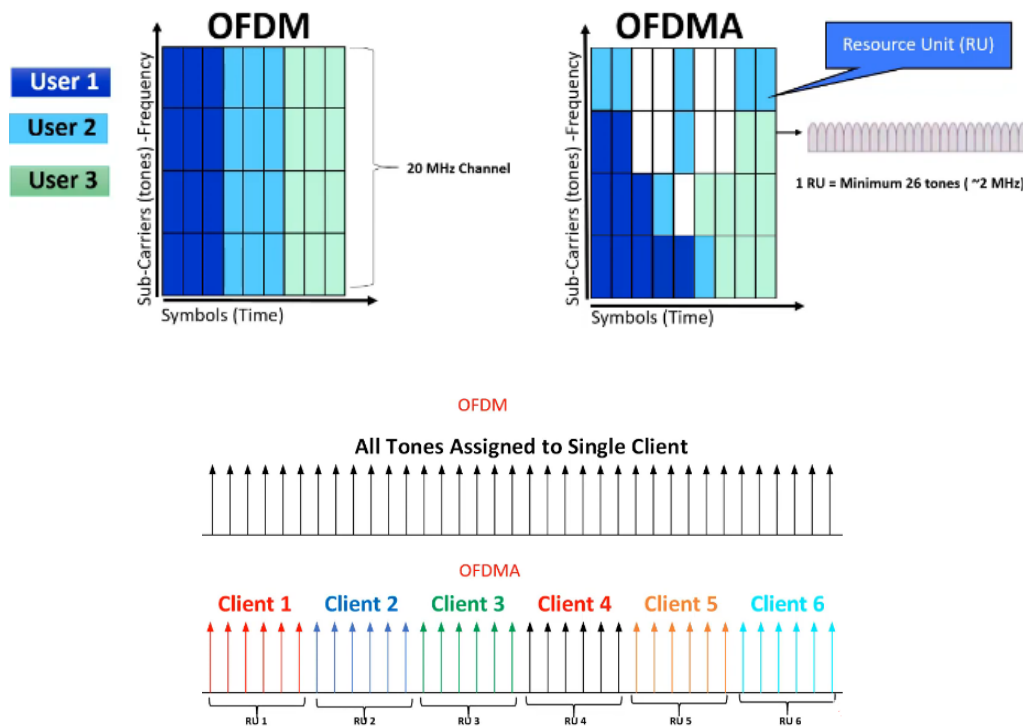 OFDM
OFDMA
Resource Unit (RU)
User 1
User 2
User 3
Sub-Carriers (tones) -Frequency
20 MHz Channel
Symbols (Time)
Sub-Carriers (tones) -Frequency
1 RU = Minimum 26 tones ( ~2 MHz)
Symbols (Time)
OFDM
All Tones Assigned to Single Client
OFDMA
Client 1 Client 2 Client 3 Client 4 Client 5 Client 6
RU 1 RU 2 RU 3 RU 4 RU 5 RU 6